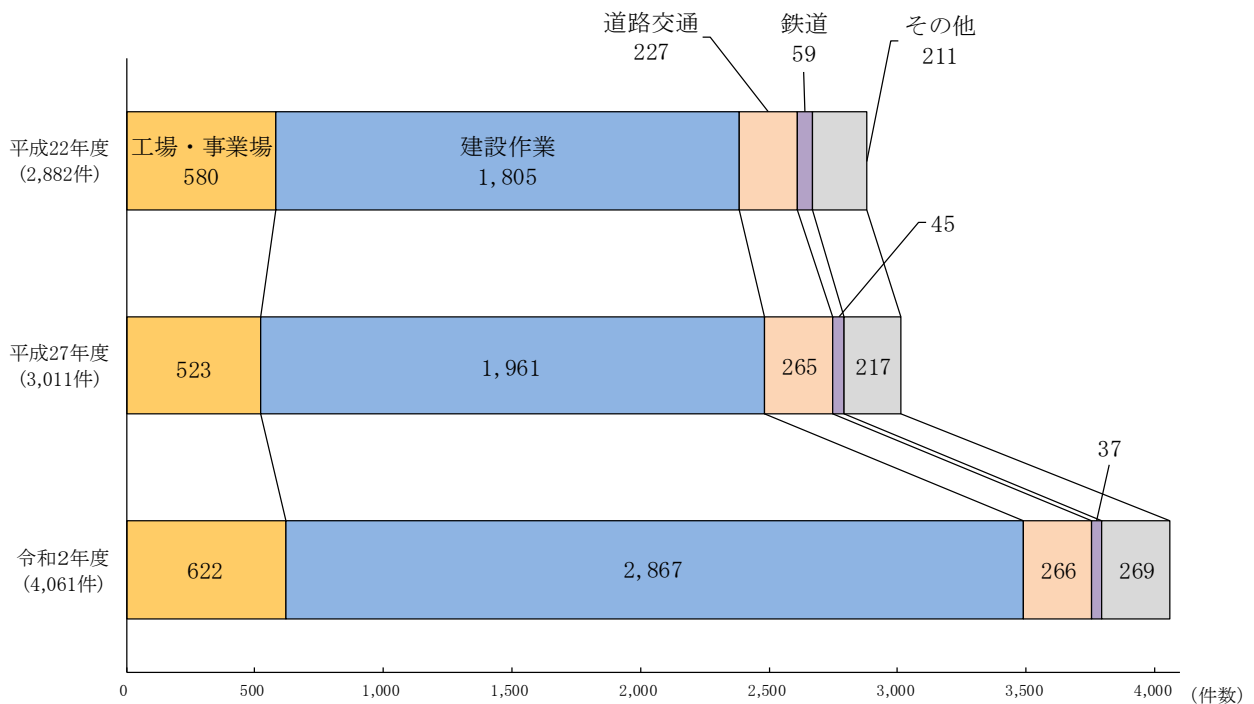 道路交通
227
鉄道
59
その他
211
平成22年度
(2,882件)
工場・事業場
580
建設作業
1,805
45
平成27年度
(3,011件)
523
1,961
265
217
37
令和2年度
(4,061件)
622
2,867
266
269
0 500 1,000 1,500 2,000 2,500 3,000 3,500 4,000 (件数)